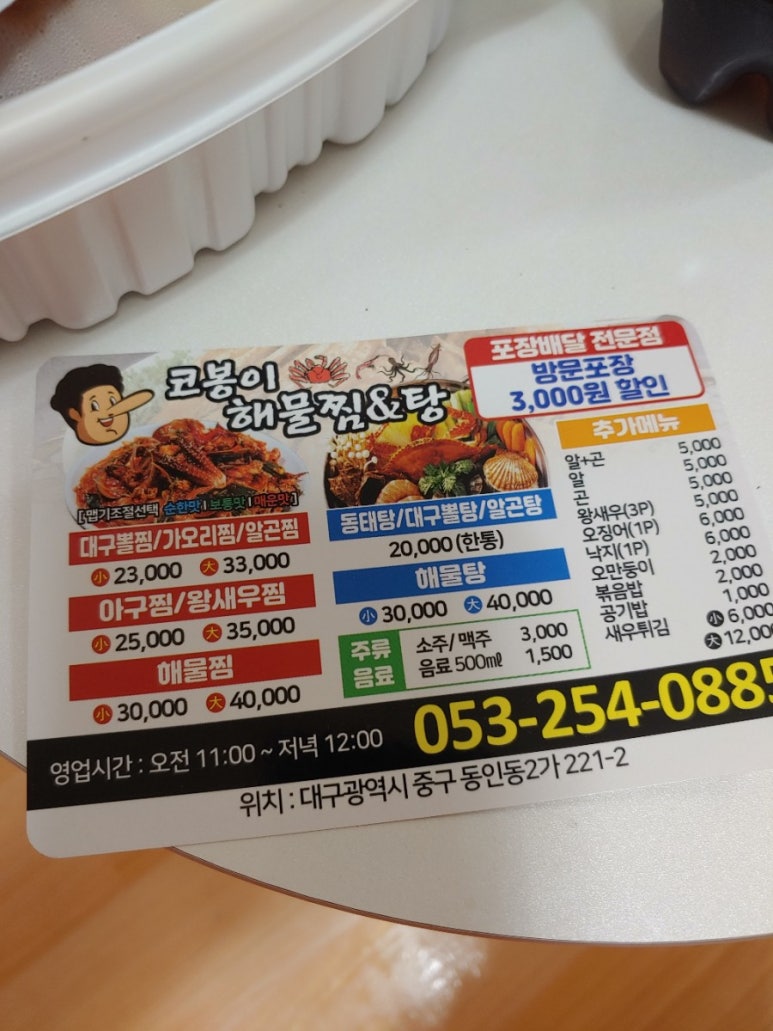 코봉이
해물찜&탕
포장배달 전문점
방문포장
3,000원 할인
[맵기조절선택 순한맛 | 보통맛 | 매운맛]
대구뽈찜/가오리찜/알곤찜
小 23,000 大 33,000
아구찜/왕새우찜
小 25,000 大 35,000
해물찜
小 30,000 大 40,000
동태탕/대구뽈탕/알곤탕
20,000 (한통)
해물탕
小 30,000 大 40,000
주류
음료
소주/맥주 3,000
음료 500㎖ 1,500
추가메뉴
알+곤 5,000
알 5,000
곤 5,000
왕새우(3P) 5,000
오징어(1P) 6,000
낙지(1P) 6,000
오만둥이 2,000
볶음밥 2,000
공기밥 1,000
새우튀김 小 6,000
大 12,000
영업시간 : 오전 11:00 ~ 저녁 12:00
053-254-0885
위치 : 대구광역시 중구 동인동2가 221-2